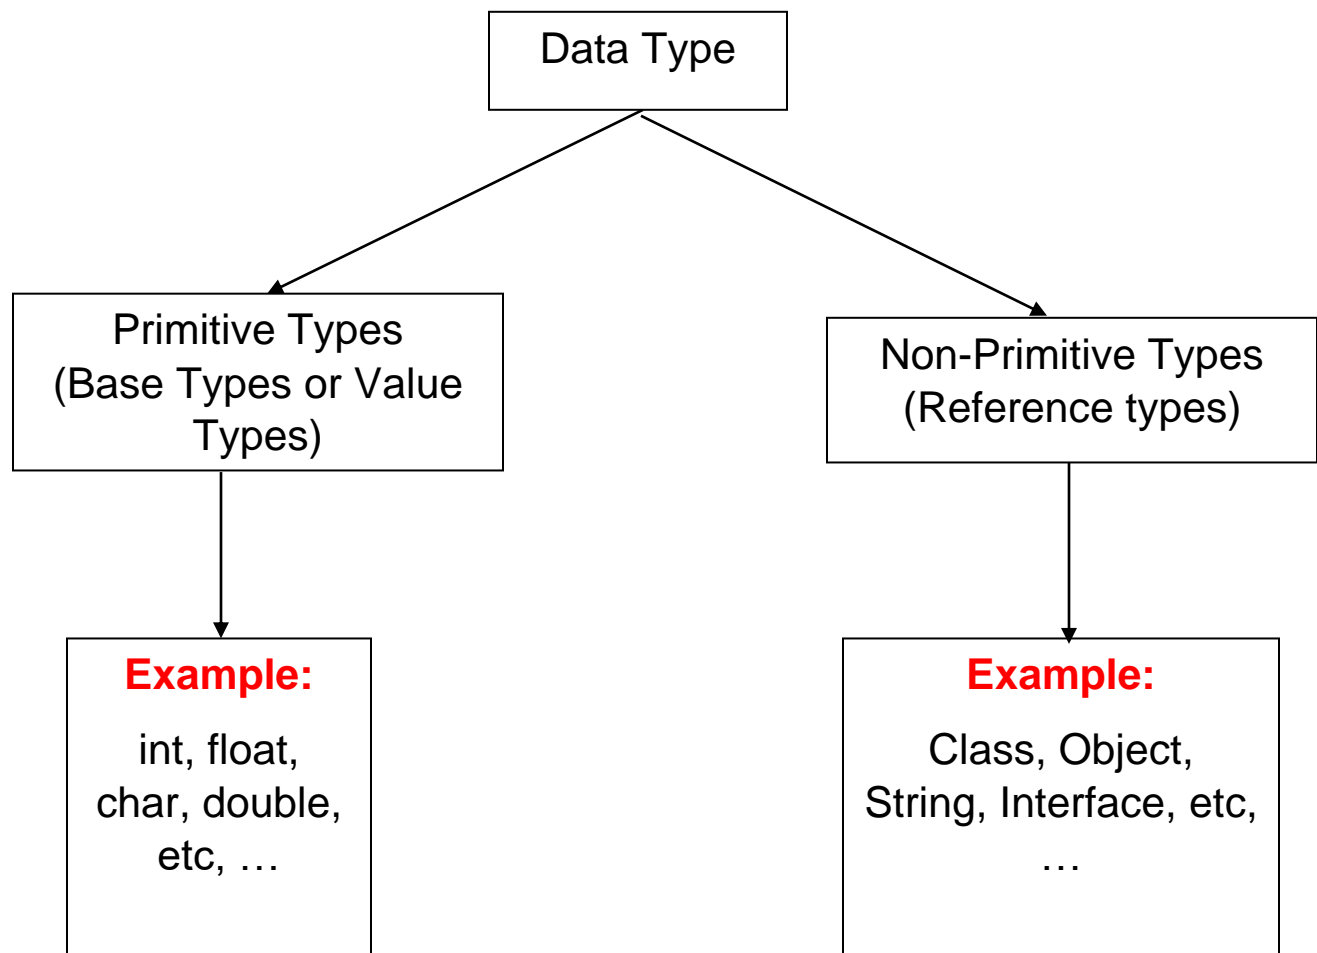 Data Type
Primitive Types
(Base Types or Value
Types)
Non-Primitive Types
(Reference types)
Example:
int, float,
char, double,
etc, …
Example:
Class, Object,
String, Interface, etc,
…